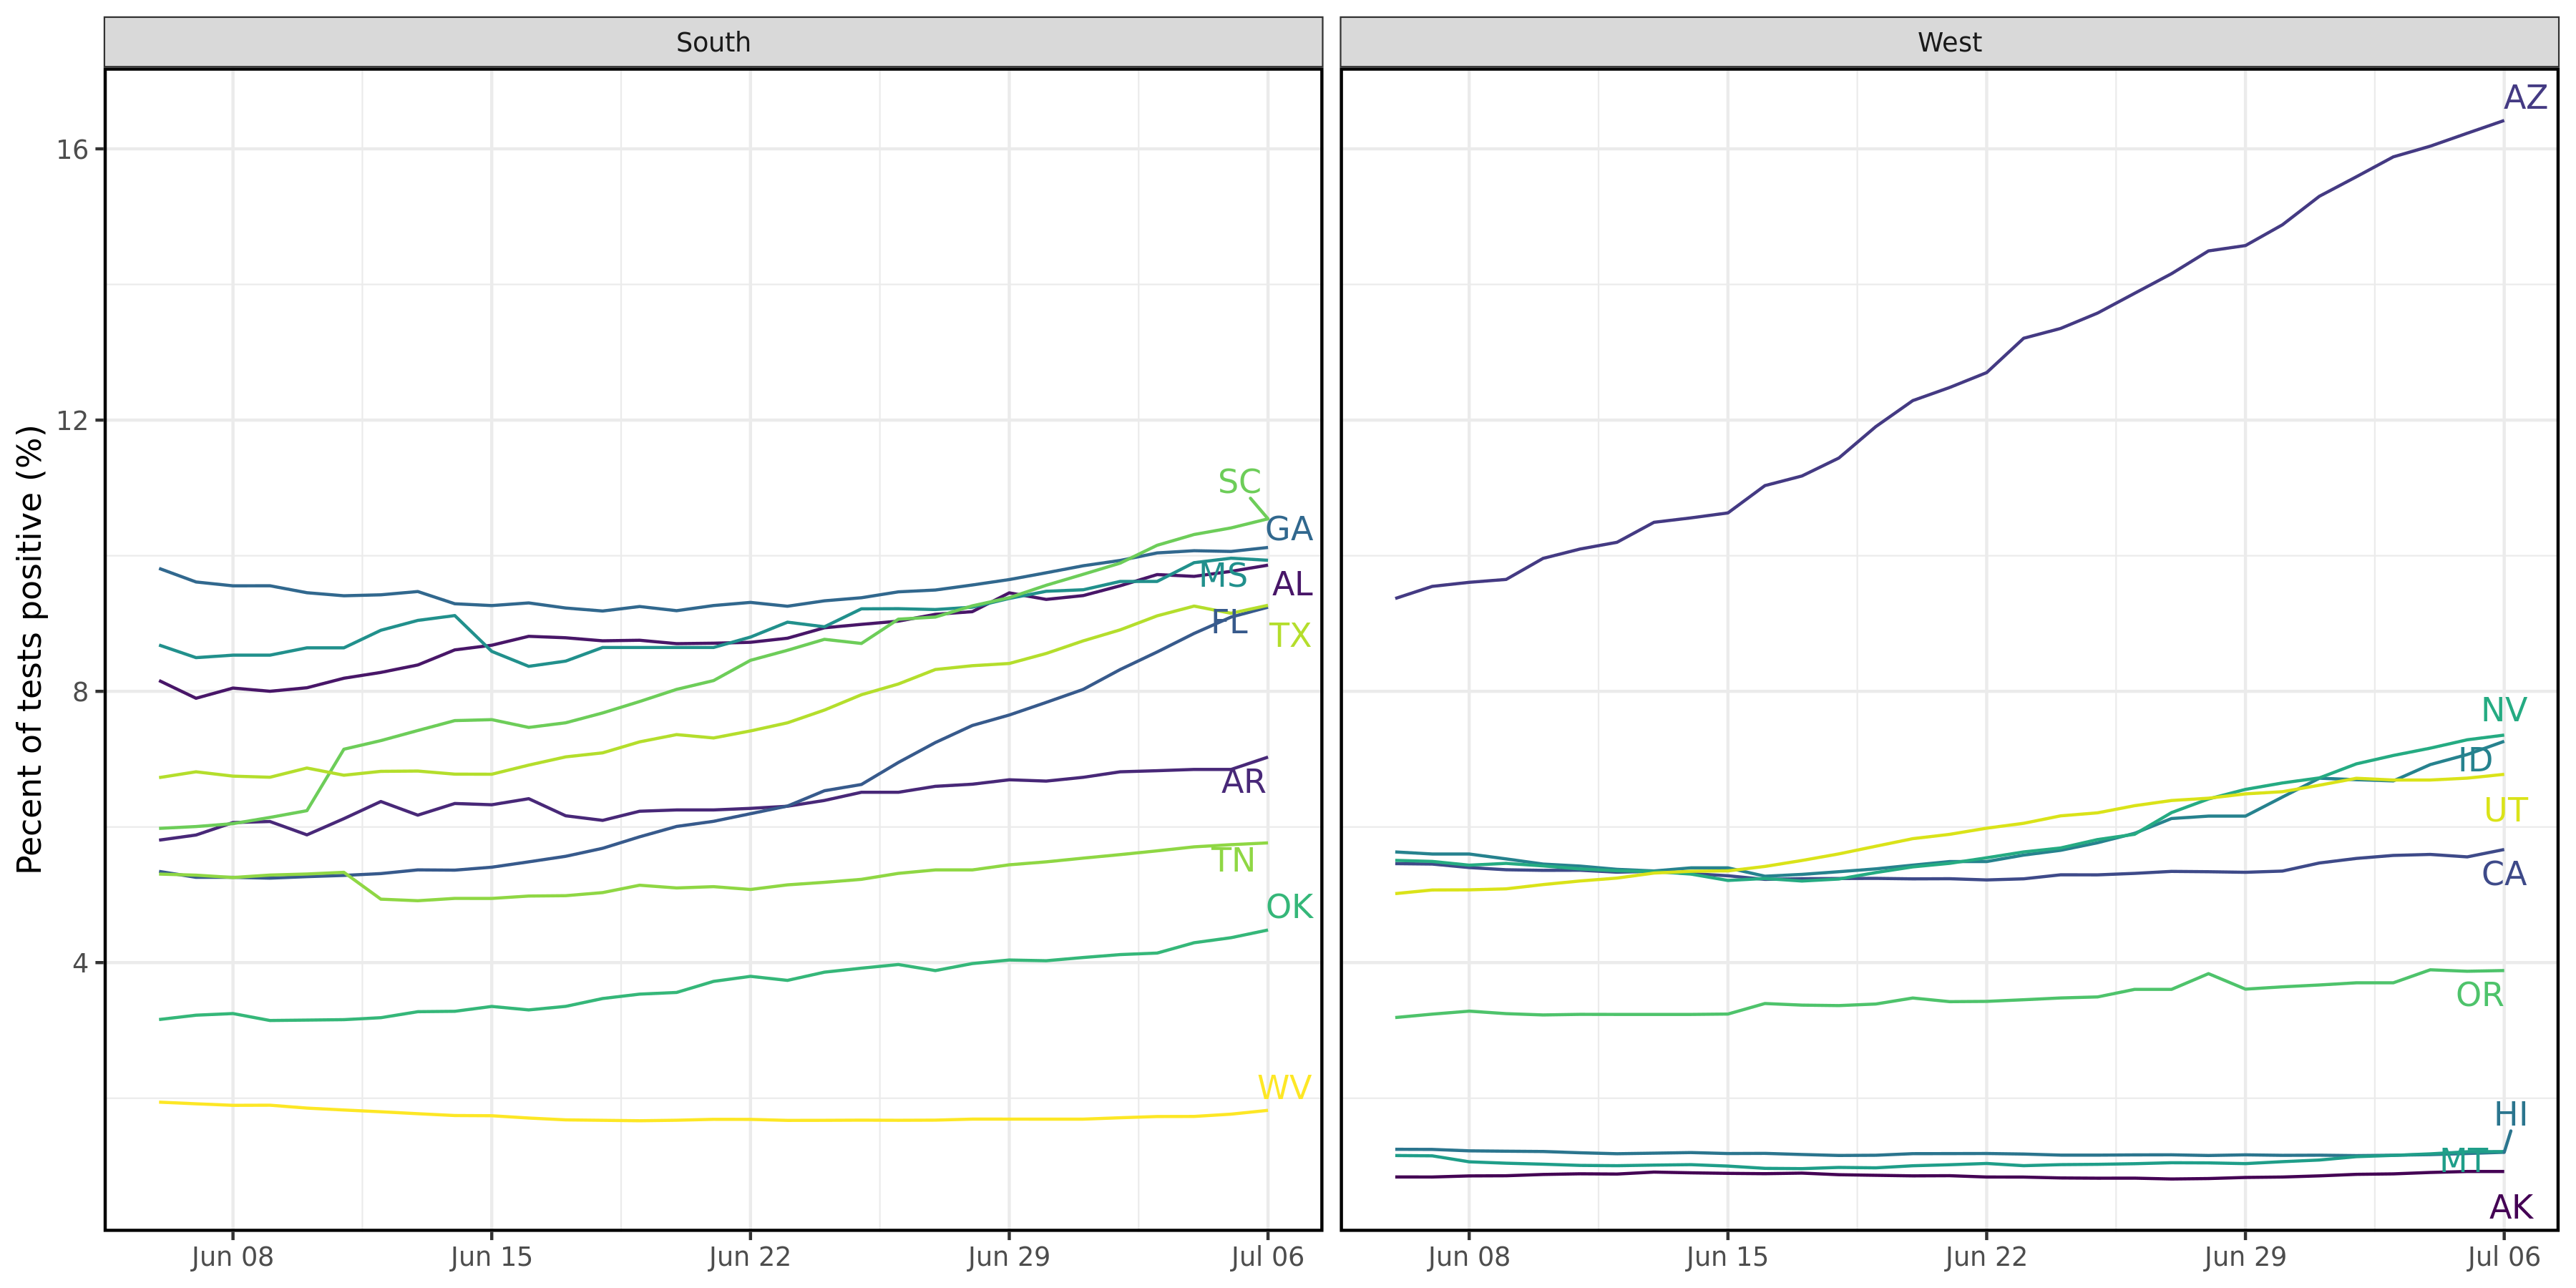 South
West
Pecent of tests positive (%)
16
12
8
4
SC
GA
MS
AL
FL
TX
AR
TN
OK
WV
AZ
NV
ID
UT
CA
OR
HI
MT
AK
Jun 08
Jun 15
Jun 22
Jun 29
Jul 06
Jun 08
Jun 15
Jun 22
Jun 29
Jul 06